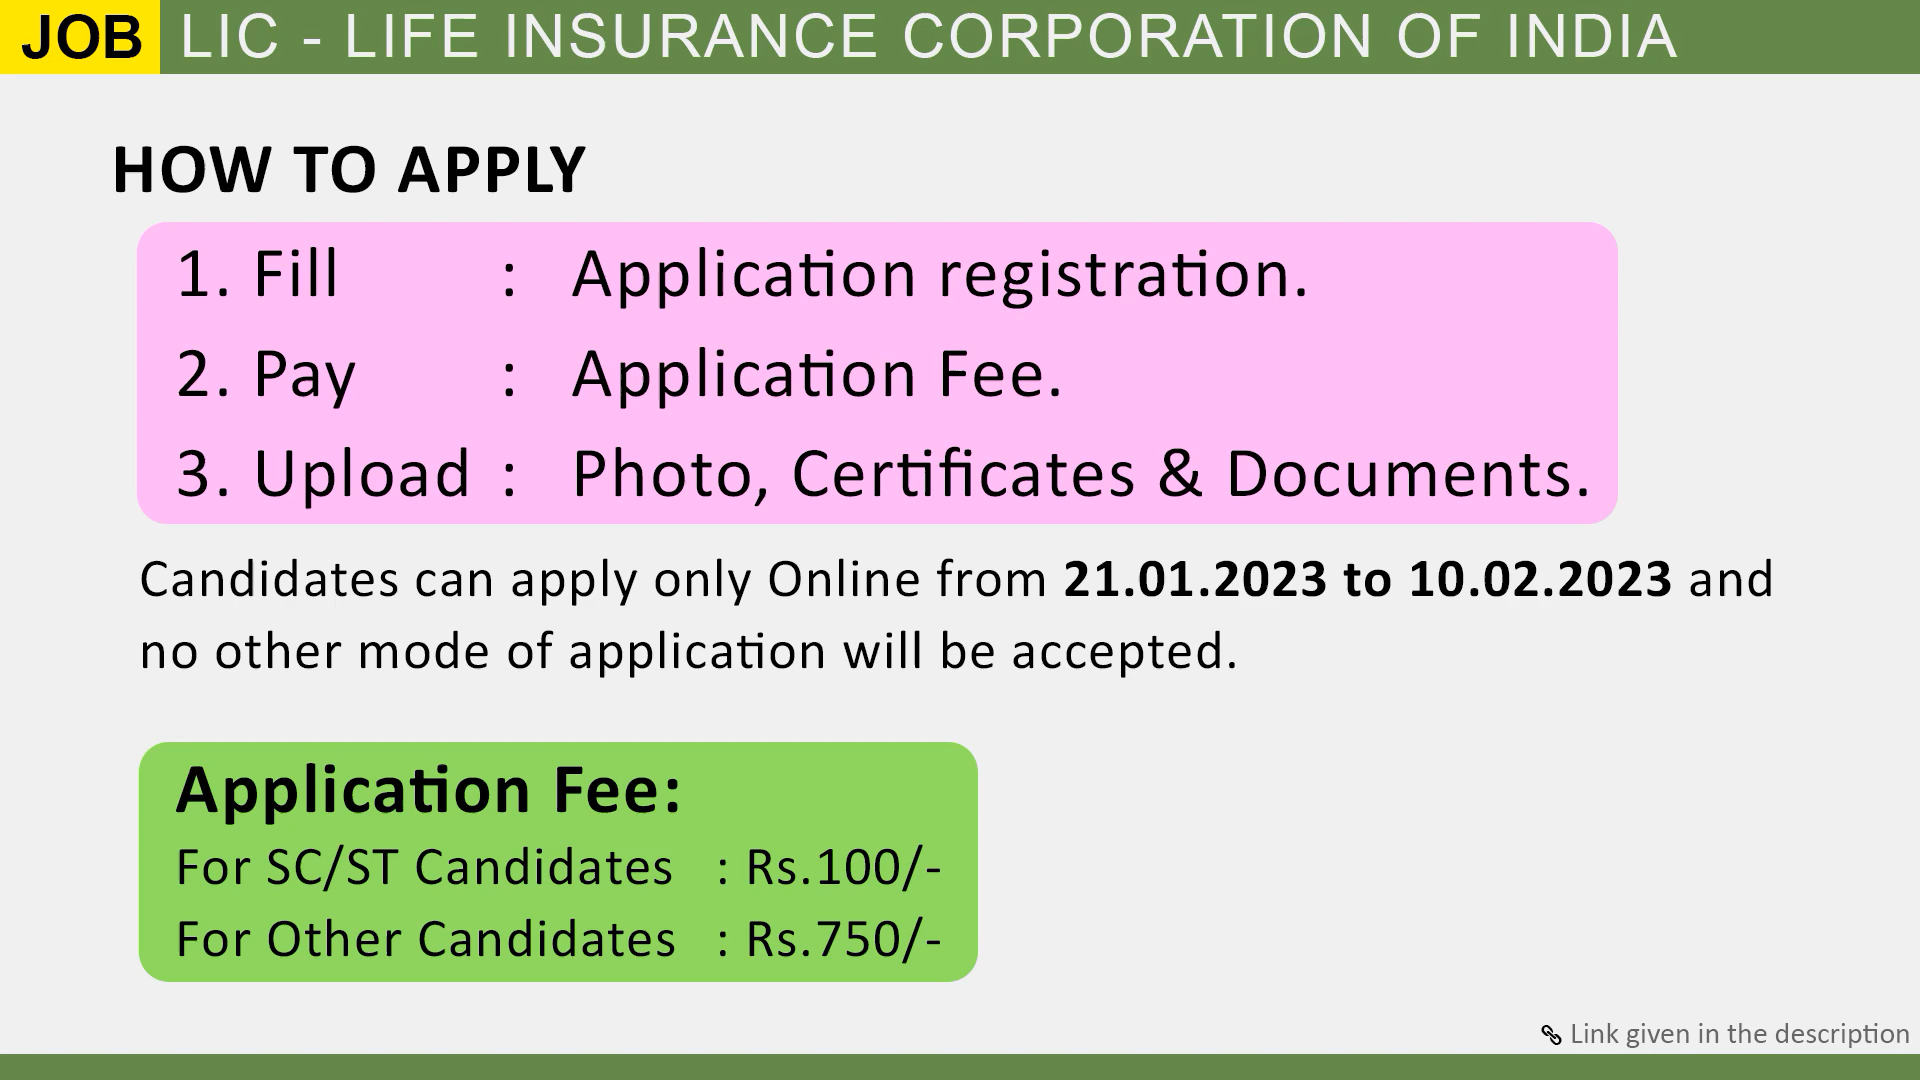 JOB LIC - LIFE INSURANCE CORPORATION OF INDIA
HOW TO APPLY
1. Fill : Application registration.
2. Pay : Application Fee.
3. Upload : Photo, Certificates & Documents.
Candidates can apply only Online from 21.01.2023 to 10.02.2023 and
no other mode of application will be accepted.
Application Fee:
For SC/ST Candidates : Rs.100/-
For Other Candidates : Rs.750/-
Link given in the description